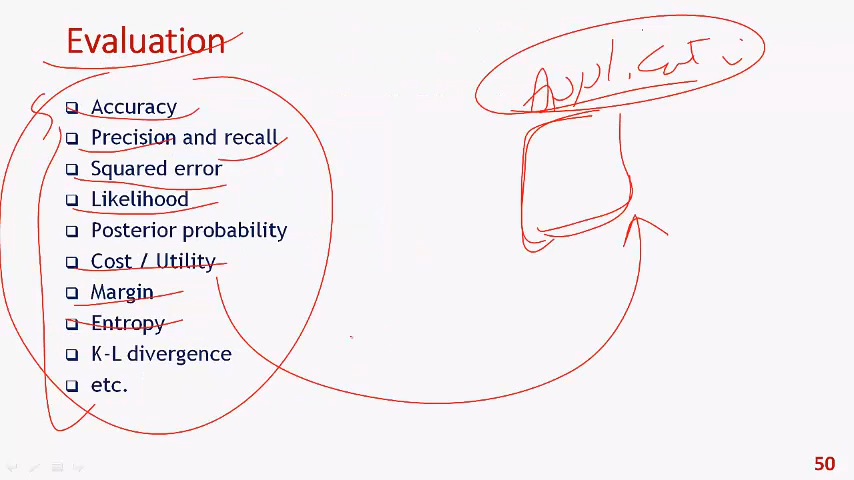 Evaluation
Accuracy
Precision and recall
Squared error
Likelihood
Posterior probability
Cost / Utility
Margin
Entropy
K-L divergence
etc.
50